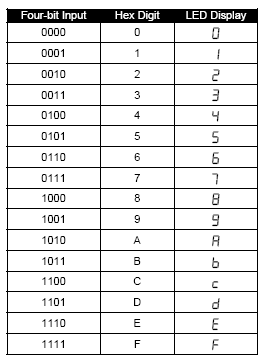 Four-bit Input Hex Digit LED Display
0000 0 0
0001 1 1
0010 2 2
0011 3 3
0100 4 4
0101 5 5
0110 6 6
0111 7 7
1000 8 8
1001 9 9
1010 A A
1011 B b
1100 C c
1101 D d
1110 E E
1111 F F